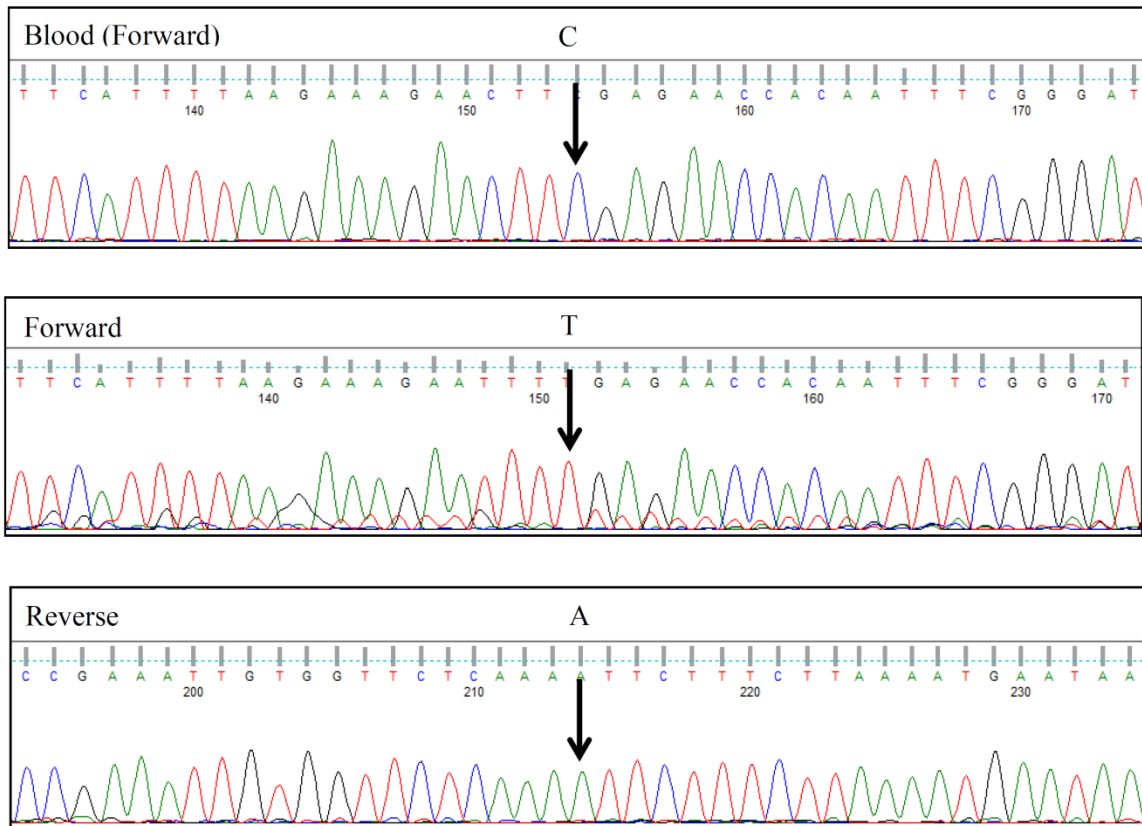 Blood (Forward) C
T T C A T T T T A A G A A A G A A C T T C G A G A A C C A C A A T T T C G G G A T
140 150 160 170
Forward T
T T C A T T T T A A G A A A G A A T T T T G A G A A C C A C A A T T T C G G G A T
140 150 160 170
Reverse A
C C G A A A T T G T G G T T C T C A A A A T T C T T T C T T A A A A T G A A T A A
200 210 220 230